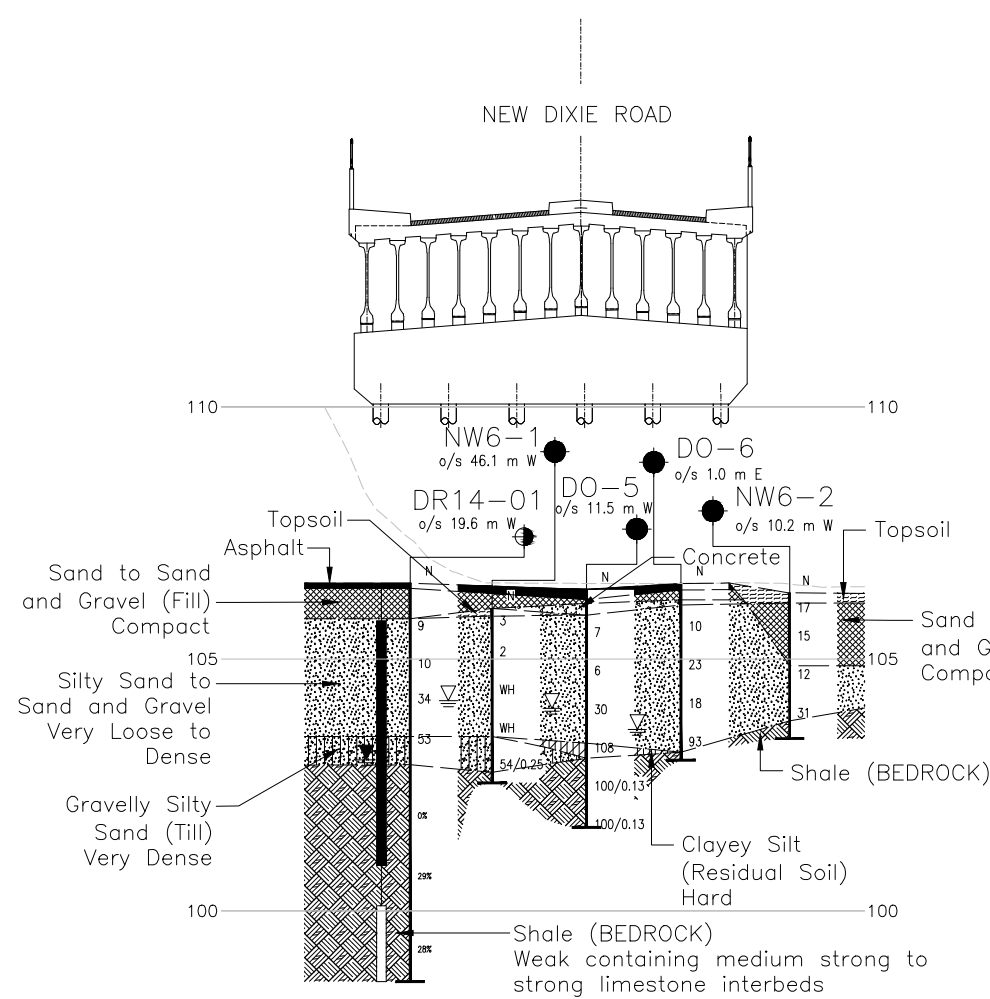 NEW DIXIE ROAD
110
110
NW6-1
o/s 46.1 m W
DO-6
o/s 1.0 m E
DR14-01
o/s 19.6 m W
DO-5
o/s 11.5 m W
NW6-2
o/s 10.2 m W
Topsoil
Asphalt
Concrete
Topsoil
Sand to Sand
and Gravel (Fill)
Compact
N
N
N
N
N
9
10
34
53
0%
29%
28%
3
2
WH
WH
54/0.25
7
6
30
108
100/0.13
100/0.13
10
23
18
93
17
15
12
31
Sand
and G
Compa
105
105
Silty Sand to
Sand and Gravel
Very Loose to
Dense
Gravelly Silty
Sand (Till)
Very Dense
Shale (BEDROCK)
Clayey Silt
(Residual Soil)
Hard
100
100
Shale (BEDROCK)
Weak containing medium strong to
strong limestone interbeds